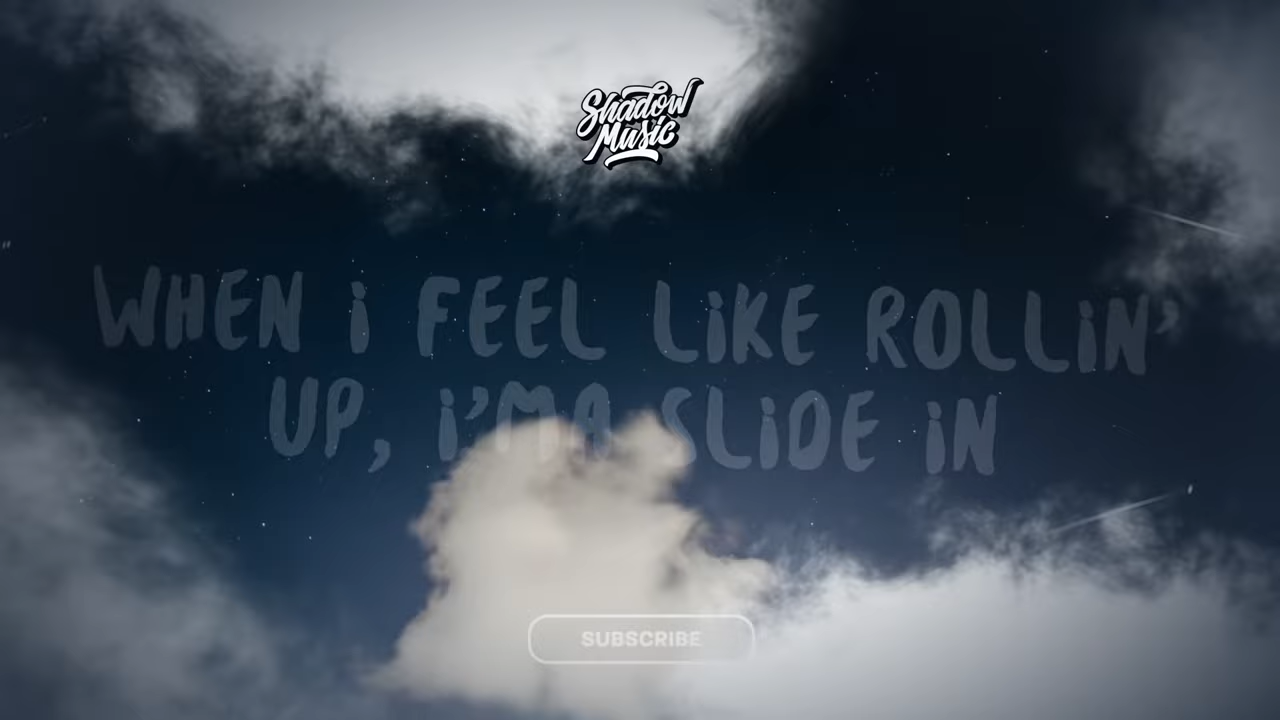 Shadow
Music
WHEN i FEEL LiKE ROLLiN'
UP, i'MA SLiDE iN
SUBSCRIBE